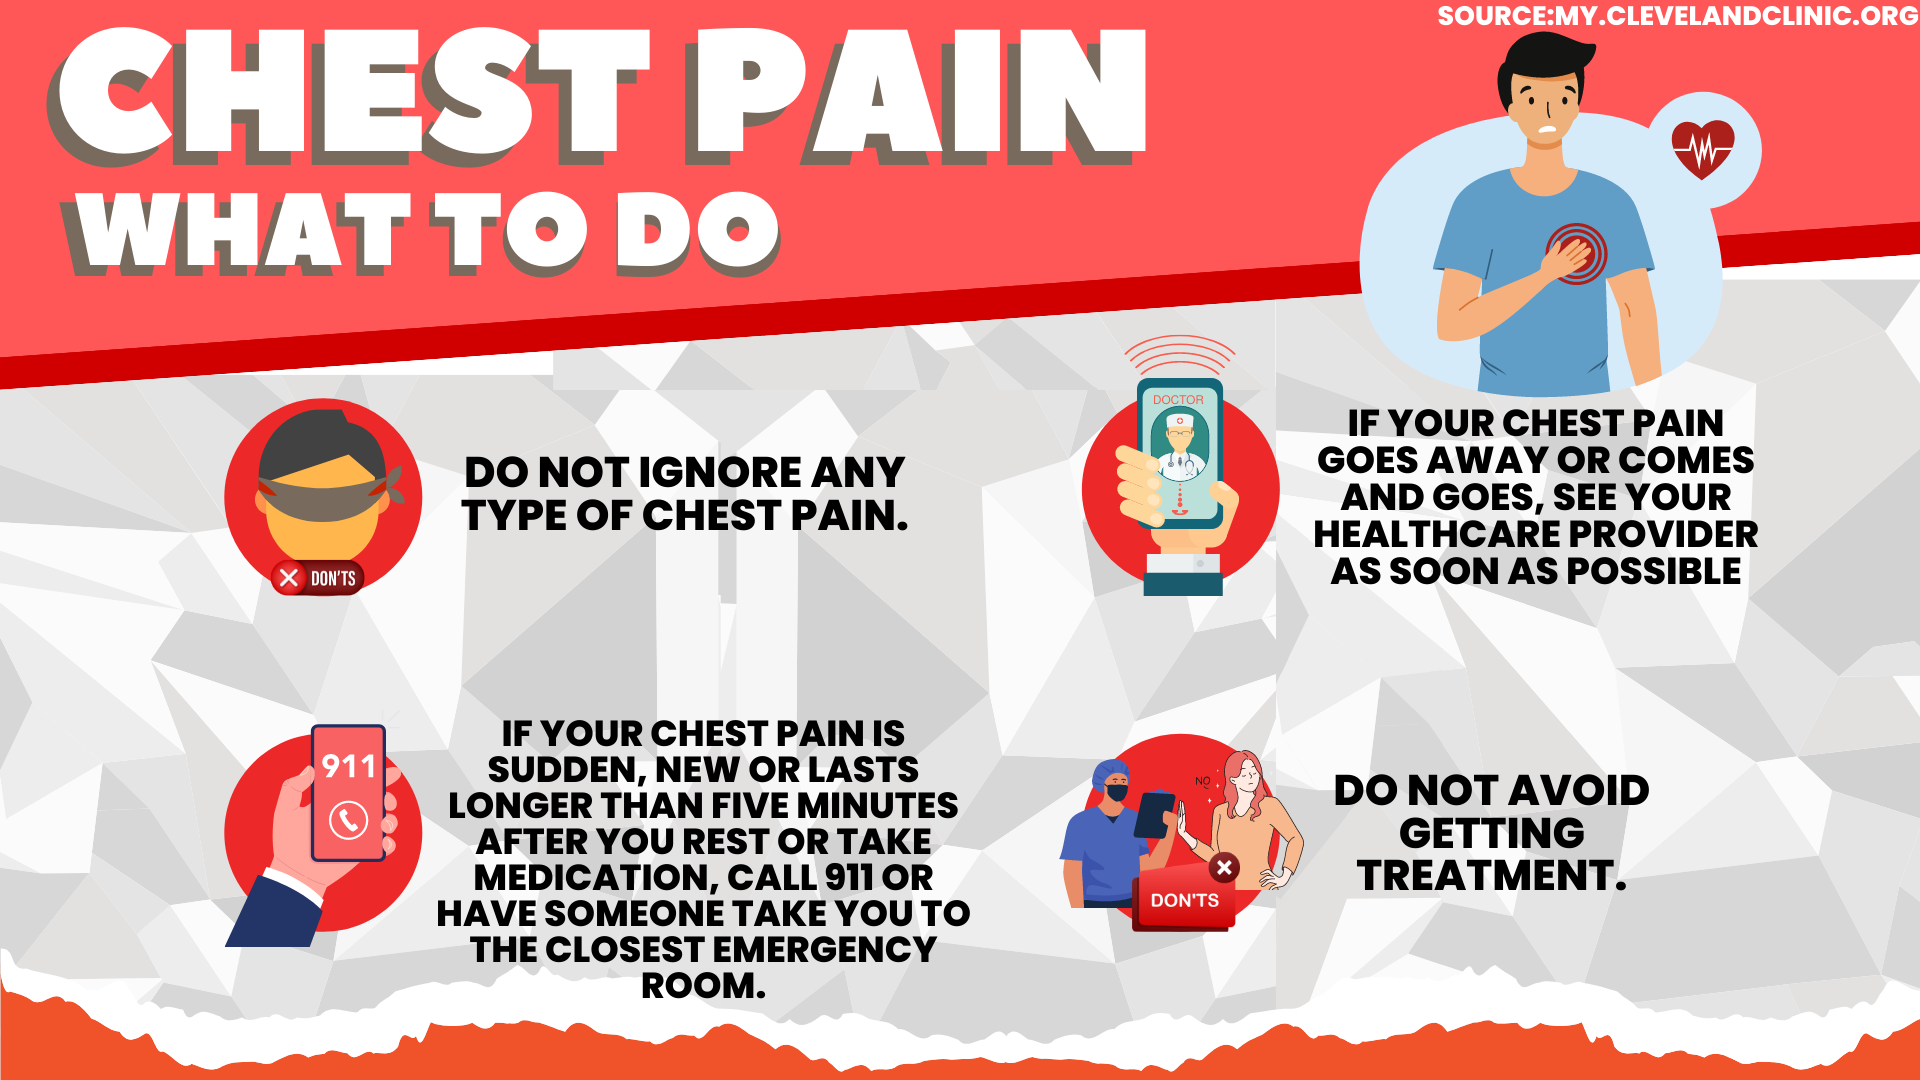 SOURCE:MY.CLEVELANDCLINIC.ORG
CHEST PAIN
WHAT TO DO
DO NOT IGNORE ANY
TYPE OF CHEST PAIN.
DON'TS
DOCTOR
IF YOUR CHEST PAIN
GOES AWAY OR COMES
AND GOES, SEE YOUR
HEALTHCARE PROVIDER
AS SOON AS POSSIBLE
911
IF YOUR CHEST PAIN IS
SUDDEN, NEW OR LASTS
LONGER THAN FIVE MINUTES
AFTER YOU REST OR TAKE
MEDICATION, CALL 911 OR
HAVE SOMEONE TAKE YOU TO
THE CLOSEST EMERGENCY
ROOM.
NO
DON'TS
DO NOT AVOID
GETTING
TREATMENT.